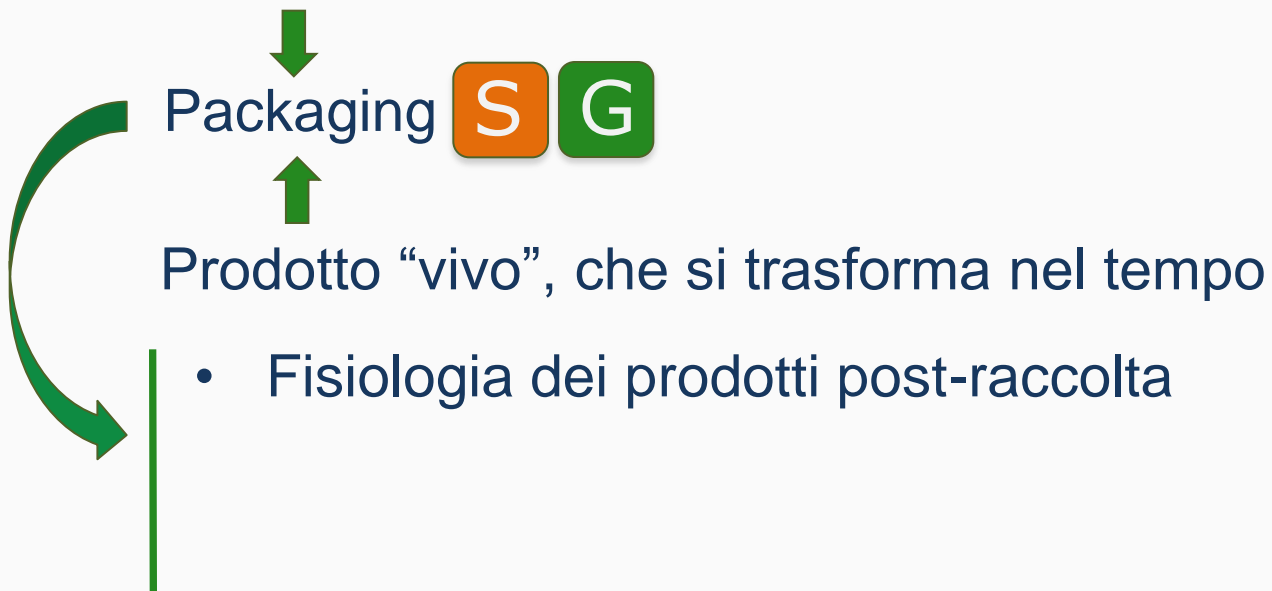 Packaging S G
Prodotto “vivo”, che si trasforma nel tempo
• Fisiologia dei prodotti post-raccolta